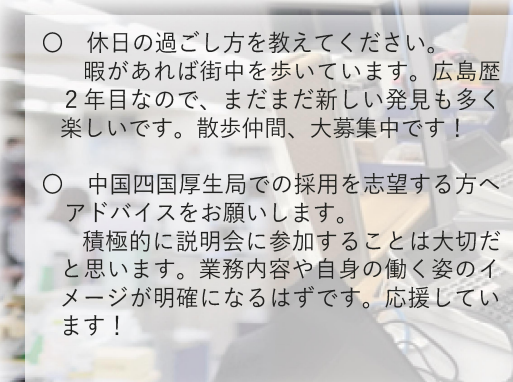 〇　休日の過ごし方を教えてください。
暇があれば街中を歩いています。広島歴
２年目なので、まだまだ新しい発見も多く
楽しいです。散歩仲間、大募集中です！
〇　中国四国厚生局での採用を志望する方へ
アドバイスをお願いします。
積極的に説明会に参加することは大切だ
と思います。業務内容や自身の働く姿のイ
メージが明確になるはずです。応援してい
ます！